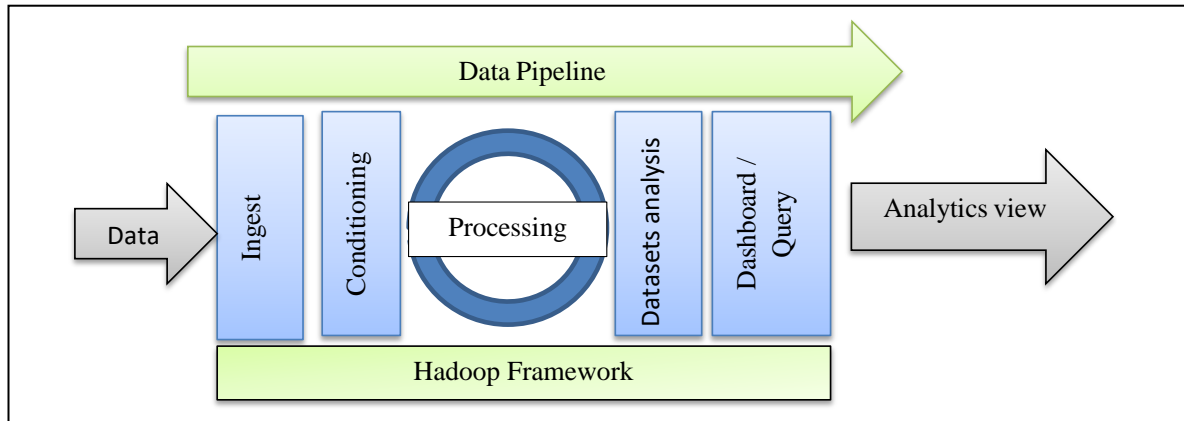 Data Pipeline
Data
Ingest
Conditioning
Processing
Datasets analysis
Dashboard /
Query
Analytics view
Hadoop Framework